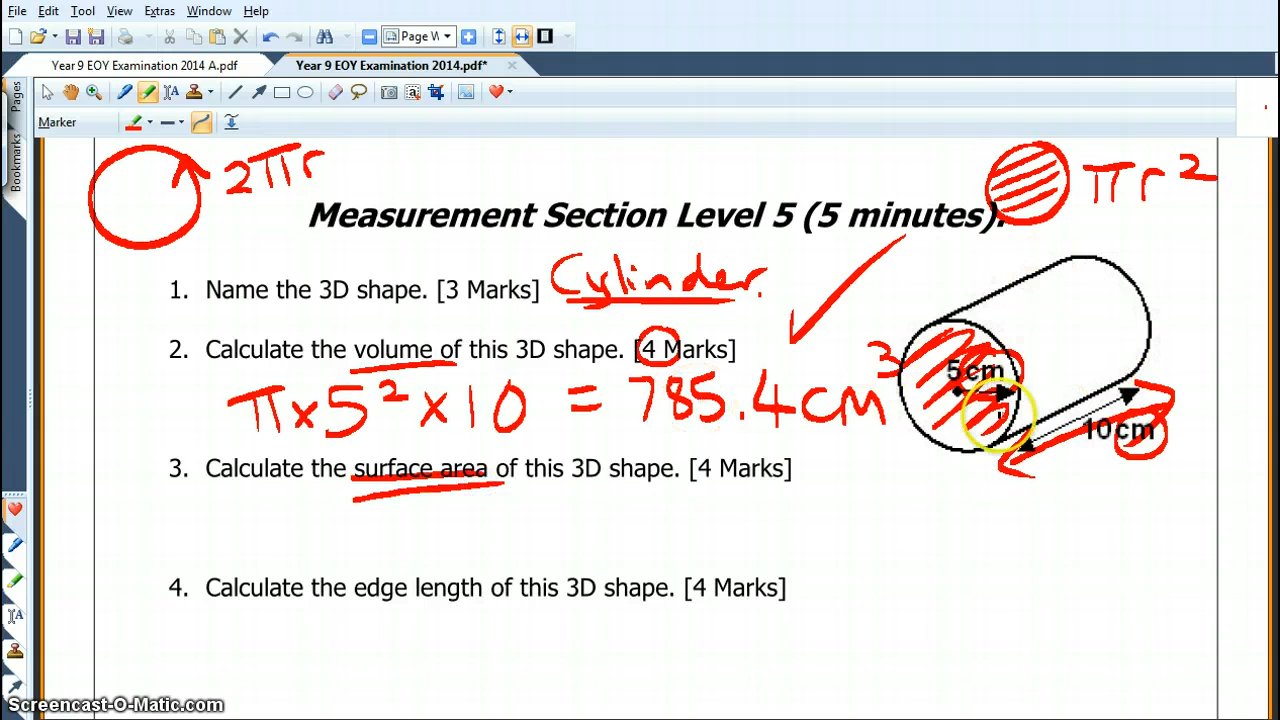 File Edit Tool View Extras Window Help
Page W
Year 9 EOY Examination 2014 A.pdf
Year 9 EOY Examination 2014.pdf*
Marker
Pages
Bookmarks
2πr
πr²
Measurement Section Level 5 (5 minutes).
1. Name the 3D shape. [3 Marks] Cylinder.
2. Calculate the volume of this 3D shape. [4 Marks]
π×5²×10 = 785.4cm³
5cm
10cm
3. Calculate the surface area of this 3D shape. [4 Marks]
4. Calculate the edge length of this 3D shape. [4 Marks]
Screencast-O-Matic.com